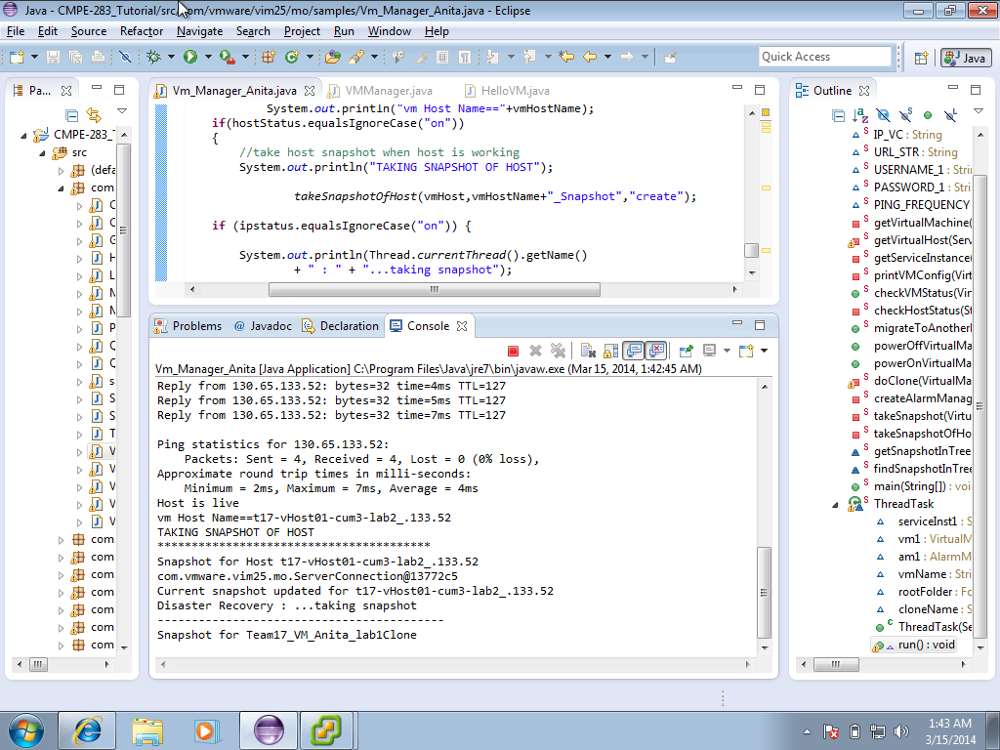 Java - CMPE-283_Tutorial/src/com/vmware/vim25/mo/samples/Vm_Manager_Anita.java - Eclipse
File Edit Source Refactor Navigate Search Project Run Window Help
Quick Access
Java
Pa...
CMPE-283_
src
(defa
com
C
C
G
H
L
M
M
P
Q
Q
s
S
S
T
V
V
V
V
V
com
com
com
com
com
com
com
Vm_Manager_Anita.java VMManager.java HelloVM.java
System.out.println("vm Host Name=="+vmHostName);
if(hostStatus.equalsIgnoreCase("on"))
{
//take host snapshot when host is working
System.out.println("TAKING SNAPSHOT OF HOST");
takeSnapshotOfHost(vmHost,vmHostName+"_Snapshot","create");
if (ipstatus.equalsIgnoreCase("on")) {
System.out.println(Thread.currentThread().getName()
+ " : " + "...taking snapshot");
Problems @ Javadoc Declaration Console
Vm_Manager_Anita [Java Application] C:\Program Files\Java\jre7\bin\javaw.exe (Mar 15, 2014, 1:42:45 AM)
Reply from 130.65.133.52: bytes=32 time=4ms TTL=127
Reply from 130.65.133.52: bytes=32 time=5ms TTL=127
Reply from 130.65.133.52: bytes=32 time=7ms TTL=127
Ping statistics for 130.65.133.52:
Packets: Sent = 4, Received = 4, Lost = 0 (0% loss),
Approximate round trip times in milli-seconds:
Minimum = 2ms, Maximum = 7ms, Average = 4ms
Host is live
vm Host Name==t17-vHost01-cum3-lab2_.133.52
TAKING SNAPSHOT OF HOST
****************************************
Snapshot for Host t17-vHost01-cum3-lab2_.133.52
com.vmware.vim25.mo.ServerConnection@13772c5
Current snapshot updated for t17-vHost01-cum3-lab2_.133.52
Disaster Recovery : ...taking snapshot
------------------------------------------
Snapshot for Team17_VM_Anita_lab1Clone
Outline
IP_VC : String
URL_STR : String
USERNAME_1 : Stri
PASSWORD_1 : Stri
PING_FREQUENCY
getVirtualMachine(
getVirtualHost(Serv
getServiceInstance(
printVMConfig(Virt
checkVMStatus(Vir
checkHostStatus(St
migrateToAnotherl
powerOffVirtualMa
powerOnVirtualMa
doClone(VirtualMa
createAlarmManag
takeSnapshot(Virtu
takeSnapshotOfHo
getSnapshotInTree
findSnapshotInTree
main(String[]) : voi
ThreadTask
serviceInst1 : S
vm1 : VirtualM
am1 : AlarmM
vmName : Stri
rootFolder : Fo
cloneName : S
ThreadTask(Se
run() : void
1:43 AM
3/15/2014